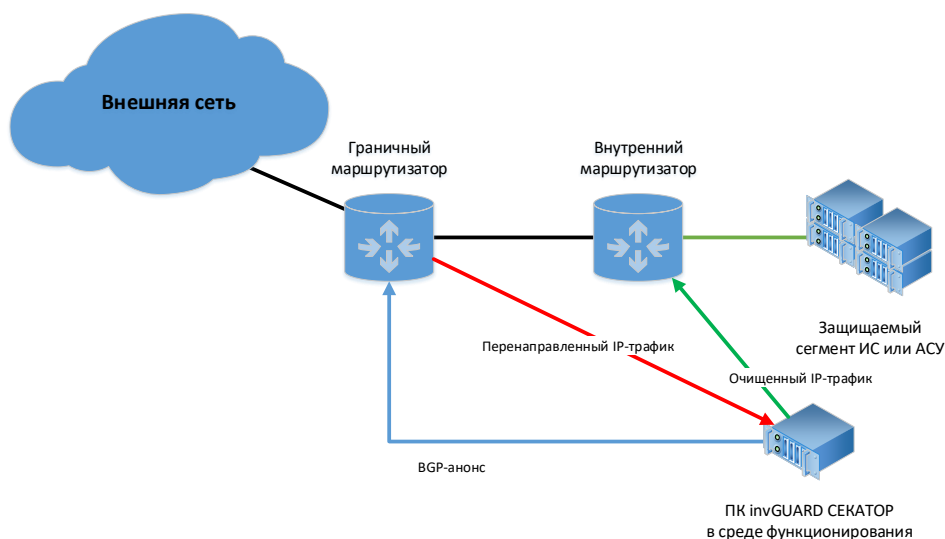 Внешняя сеть
Граничный
маршрутизатор
Внутренний
маршрутизатор
Перенаправленный IP-трафик
Защищаемый
сегмент ИС или АСУ
Очищенный IP-трафик
BGP-анонс
ПК invGUARD СЕКАТОР
в среде функционирования